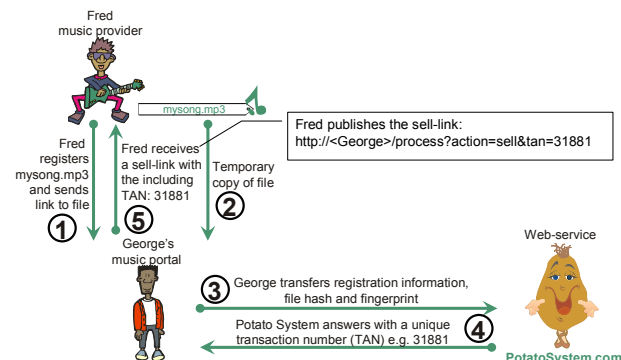 Fred
music provider
mysong.mp3
Fred publishes the sell-link:
http://<George>/process?action=sell&tan=31881
Fred
registers
mysong.mp3
and sends
link to file
1
Fred receives
a sell-link with
the including
TAN: 31881
5
Temporary
copy of file
2
George's
music portal
Web-service
3
George transfers registration information,
file hash and fingerprint
Potato System answers with a unique
transaction number (TAN) e.g. 31881
4
PotatoSystem.com